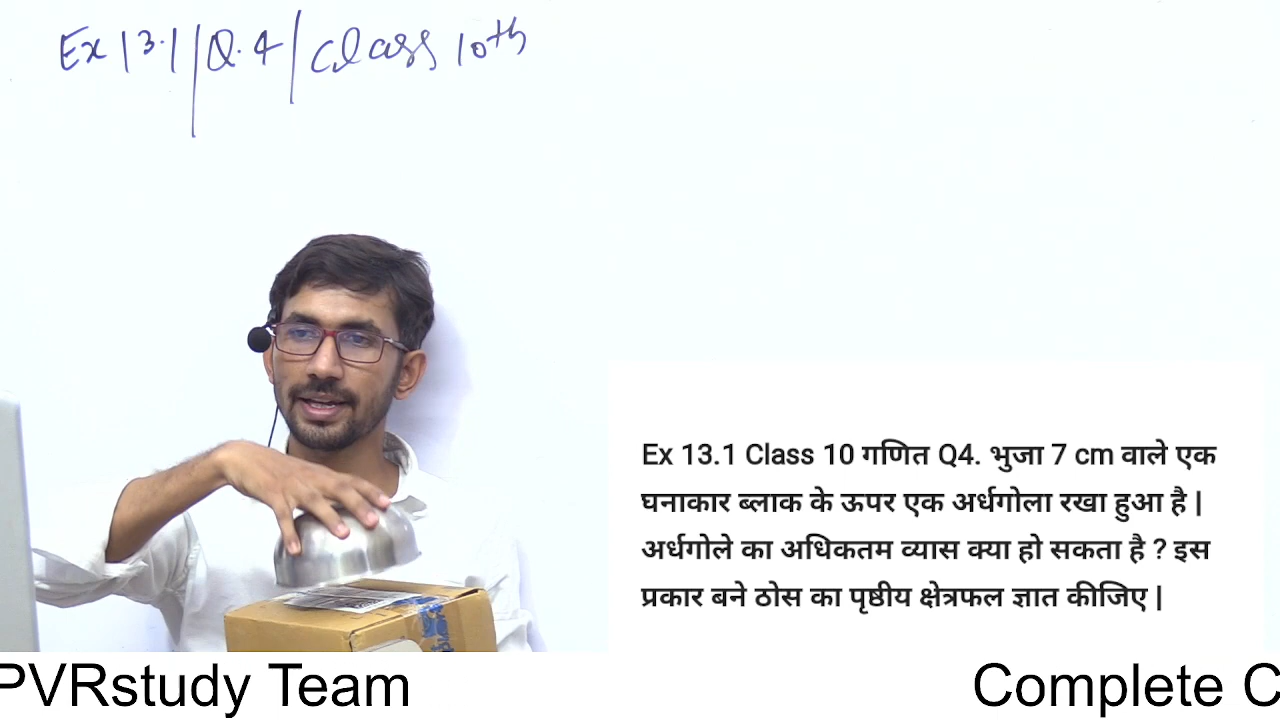 Ex 13.1 | Q.4 | Class 10th
Ex 13.1 Class 10 गणित Q4. भुजा 7 cm वाले एक
घनाकार ब्लाक के ऊपर एक अर्धगोला रखा हुआ है |
अर्धगोले का अधिकतम व्यास क्या हो सकता है ? इस
प्रकार बने ठोस का पृष्ठीय क्षेत्रफल ज्ञात कीजिए |
PVRstudy Team
Complete C